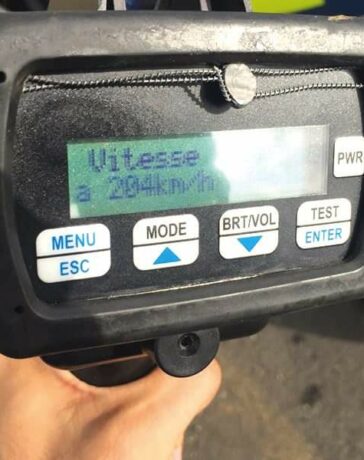 Vitesse
a 204km/h
PWR
MENU
ESC
MODE
BRT/VOL
TEST
ENTER